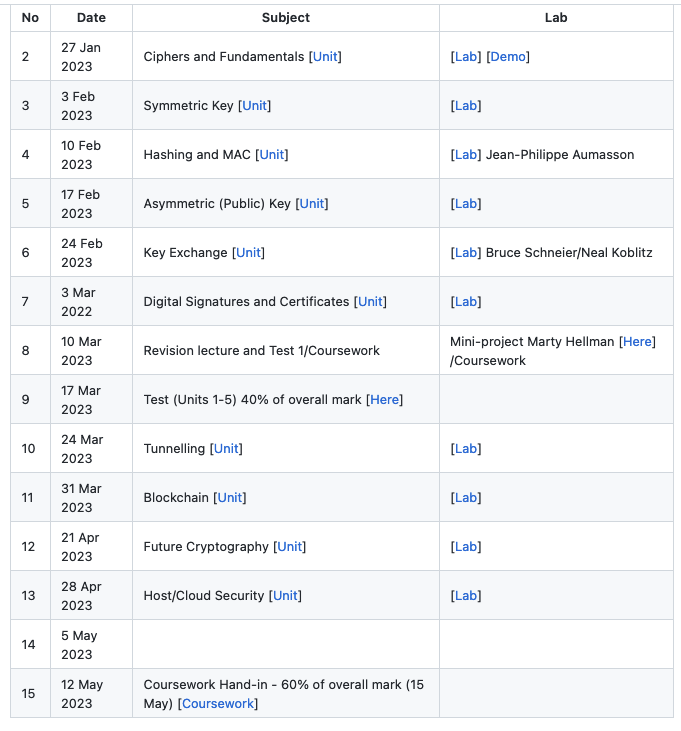 No Date Subject Lab
2 27 Jan 2023 Ciphers and Fundamentals [Unit] [Lab] [Demo]
3 3 Feb 2023 Symmetric Key [Unit] [Lab]
4 10 Feb 2023 Hashing and MAC [Unit] [Lab] Jean-Philippe Aumasson
5 17 Feb 2023 Asymmetric (Public) Key [Unit] [Lab]
6 24 Feb 2023 Key Exchange [Unit] [Lab] Bruce Schneier/Neal Koblitz
7 3 Mar 2022 Digital Signatures and Certificates [Unit] [Lab]
8 10 Mar 2023 Revision lecture and Test 1/Coursework Mini-project Marty Hellman [Here] /Coursework
9 17 Mar 2023 Test (Units 1-5) 40% of overall mark [Here]
10 24 Mar 2023 Tunnelling [Unit] [Lab]
11 31 Mar 2023 Blockchain [Unit] [Lab]
12 21 Apr 2023 Future Cryptography [Unit] [Lab]
13 28 Apr 2023 Host/Cloud Security [Unit] [Lab]
14 5 May 2023
15 12 May 2023 Coursework Hand-in - 60% of overall mark (15 May) [Coursework]